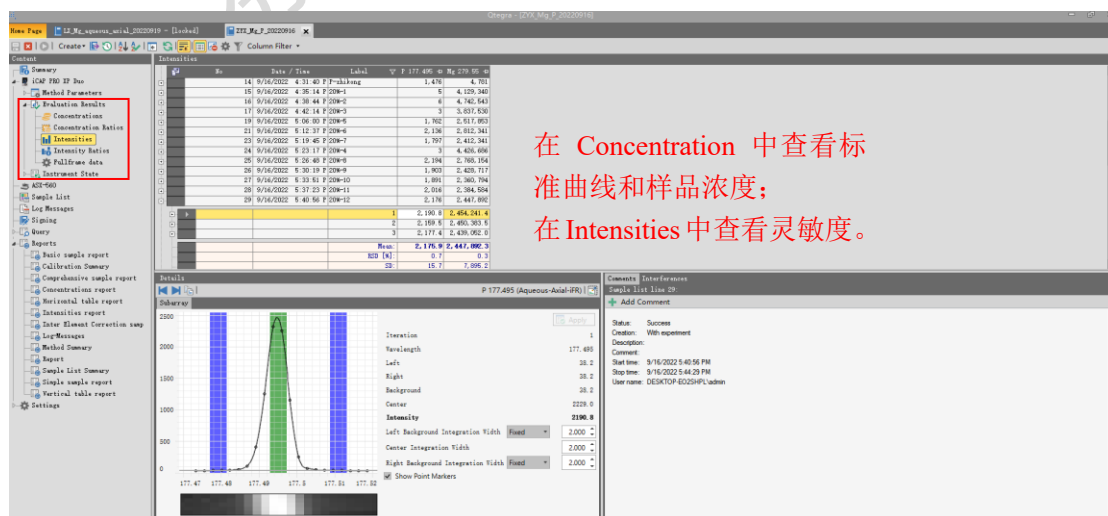 Qtegra - [ZYX_Mg_P_20220916]
Home Page LZ_Mg_aqueous_axial_20220919 - [Locked] ZYX_Mg_P_20220916
Create Column Filter
Content
Summary
iCAP PRO XP Duo
Method Parameters
Evaluation Results
Concentrations
Concentration Ratios
Intensities
Intensity Ratios
Fullframe data
Instrument State
ASX-560
Sample List
Log Messages
Signing
Query
Reports
Basic sample report
Calibration Summary
Comprehensive sample report
Concentrations report
Horizontal table report
Intensities report
Inter Element Correction samp
Log-Messages
Method Summary
Report
Sample List Summary
Simple sample report
Vertical table report
Settings
Intensities
No Date / Time Label P 177.495 Mg 279.55
14 9/16/2022 4:31:40 P P-zhikong 1,476 4,781
15 9/16/2022 4:35:14 P 20W-1 5 4,129,340
16 9/16/2022 4:38:44 P 20W-2 6 4,742,543
17 9/16/2022 4:42:14 P 20W-3 3 3,837,530
19 9/16/2022 5:06:00 P 20W-5 1,762 2,517,853
21 9/16/2022 5:12:37 P 20W-6 2,136 2,812,341
23 9/16/2022 5:19:45 P 20W-7 1,797 2,412,341
24 9/16/2022 5:23:17 P 20W-4 3 4,426,686
25 9/16/2022 5:26:48 P 20W-8 2,194 2,768,154
26 9/16/2022 5:30:19 P 20W-9 1,903 2,428,717
27 9/16/2022 5:33:51 P 20W-10 1,891 2,360,794
28 9/16/2022 5:37:23 P 20W-11 2,016 2,384,584
29 9/16/2022 5:40:56 P 20W-12 2,176 2,447,892
1 2,190.8 2,454,241.4
2 2,159.5 2,450,383.5
3 2,177.4 2,439,052.0
Mean: 2,175.9 2,447,892.3
RSD [%]: 0.7 0.3
SD: 15.7 7,895.2
在 Concentration 中查看标
准曲线和样品浓度；
在 Intensities 中查看灵敏度。
Details
P 177.495 (Aqueous-Axial-iFR)
Subarray
2500
2000
1500
1000
500
0
177.47 177.48 177.49 177.5 177.51 177.52
Apply
Iteration 1
Wavelength 177.495
Left 38.2
Right 38.2
Background 38.2
Center 2229.0
Intensity 2190.8
Left Background Integration Width Fixed 2.000
Center Integration Width 2.000
Right Background Integration Width Fixed 2.000
Show Point Markers
Comments Interferences
Sample list line 29:
Add Comment
Status: Success
Creation: With experiment
Description:
Comment:
Start time: 9/16/2022 5:40:56 PM
Stop time: 9/16/2022 5:44:29 PM
User name: DESKTOP-EO2SHPL\admin